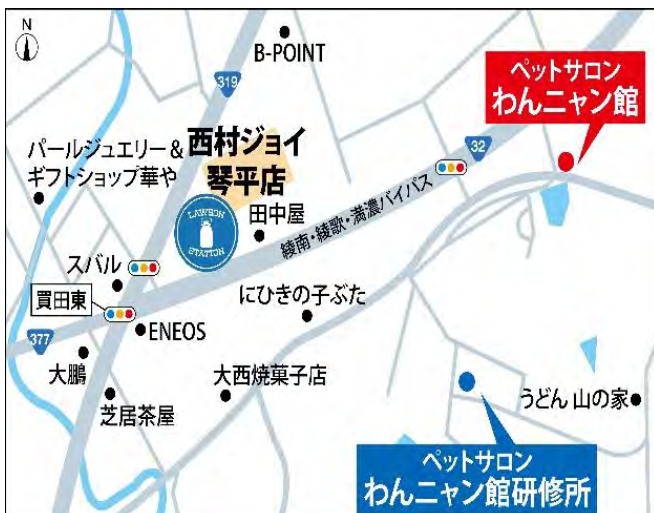 N
B-POINT
319
ペットサロン
わんニャン館
32
パールジュエリー&
ギフトショップ華や
西村ジョイ
琴平店
LAWSON
STATION
田中屋
綾南・綾歌・満濃バイパス
スバル
買田東
にひきの子ぶた
ENEOS
377
大鵬
大西焼菓子店
芝居茶屋
うどん 山の家
ペットサロン
わんニャン館研修所